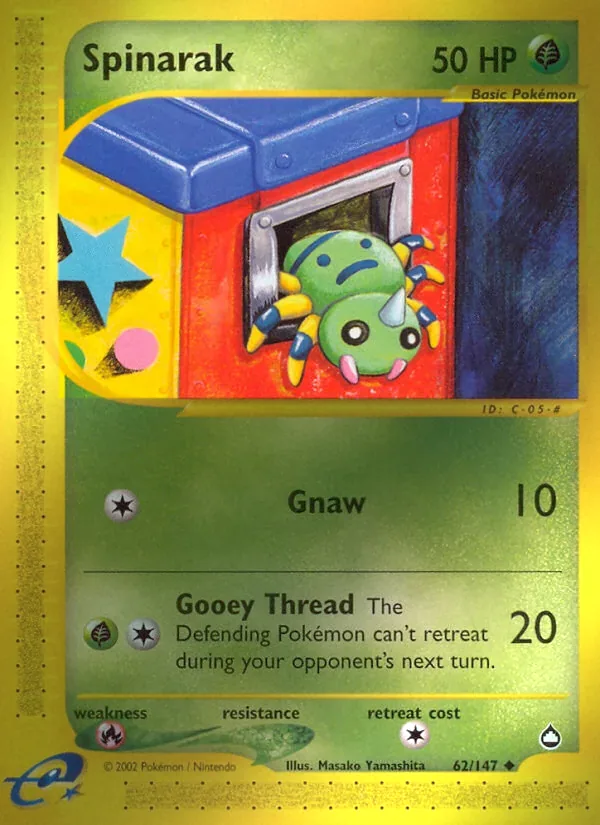 Spinarak 50 HP
Basic Pokémon
ID: C-05-#
Gnaw 10
Gooey Thread The
Defending Pokémon can't retreat
during your opponent's next turn.
20
weakness resistance retreat cost
© 2002 Pokémon / Nintendo Illus. Masako Yamashita 62/147
e